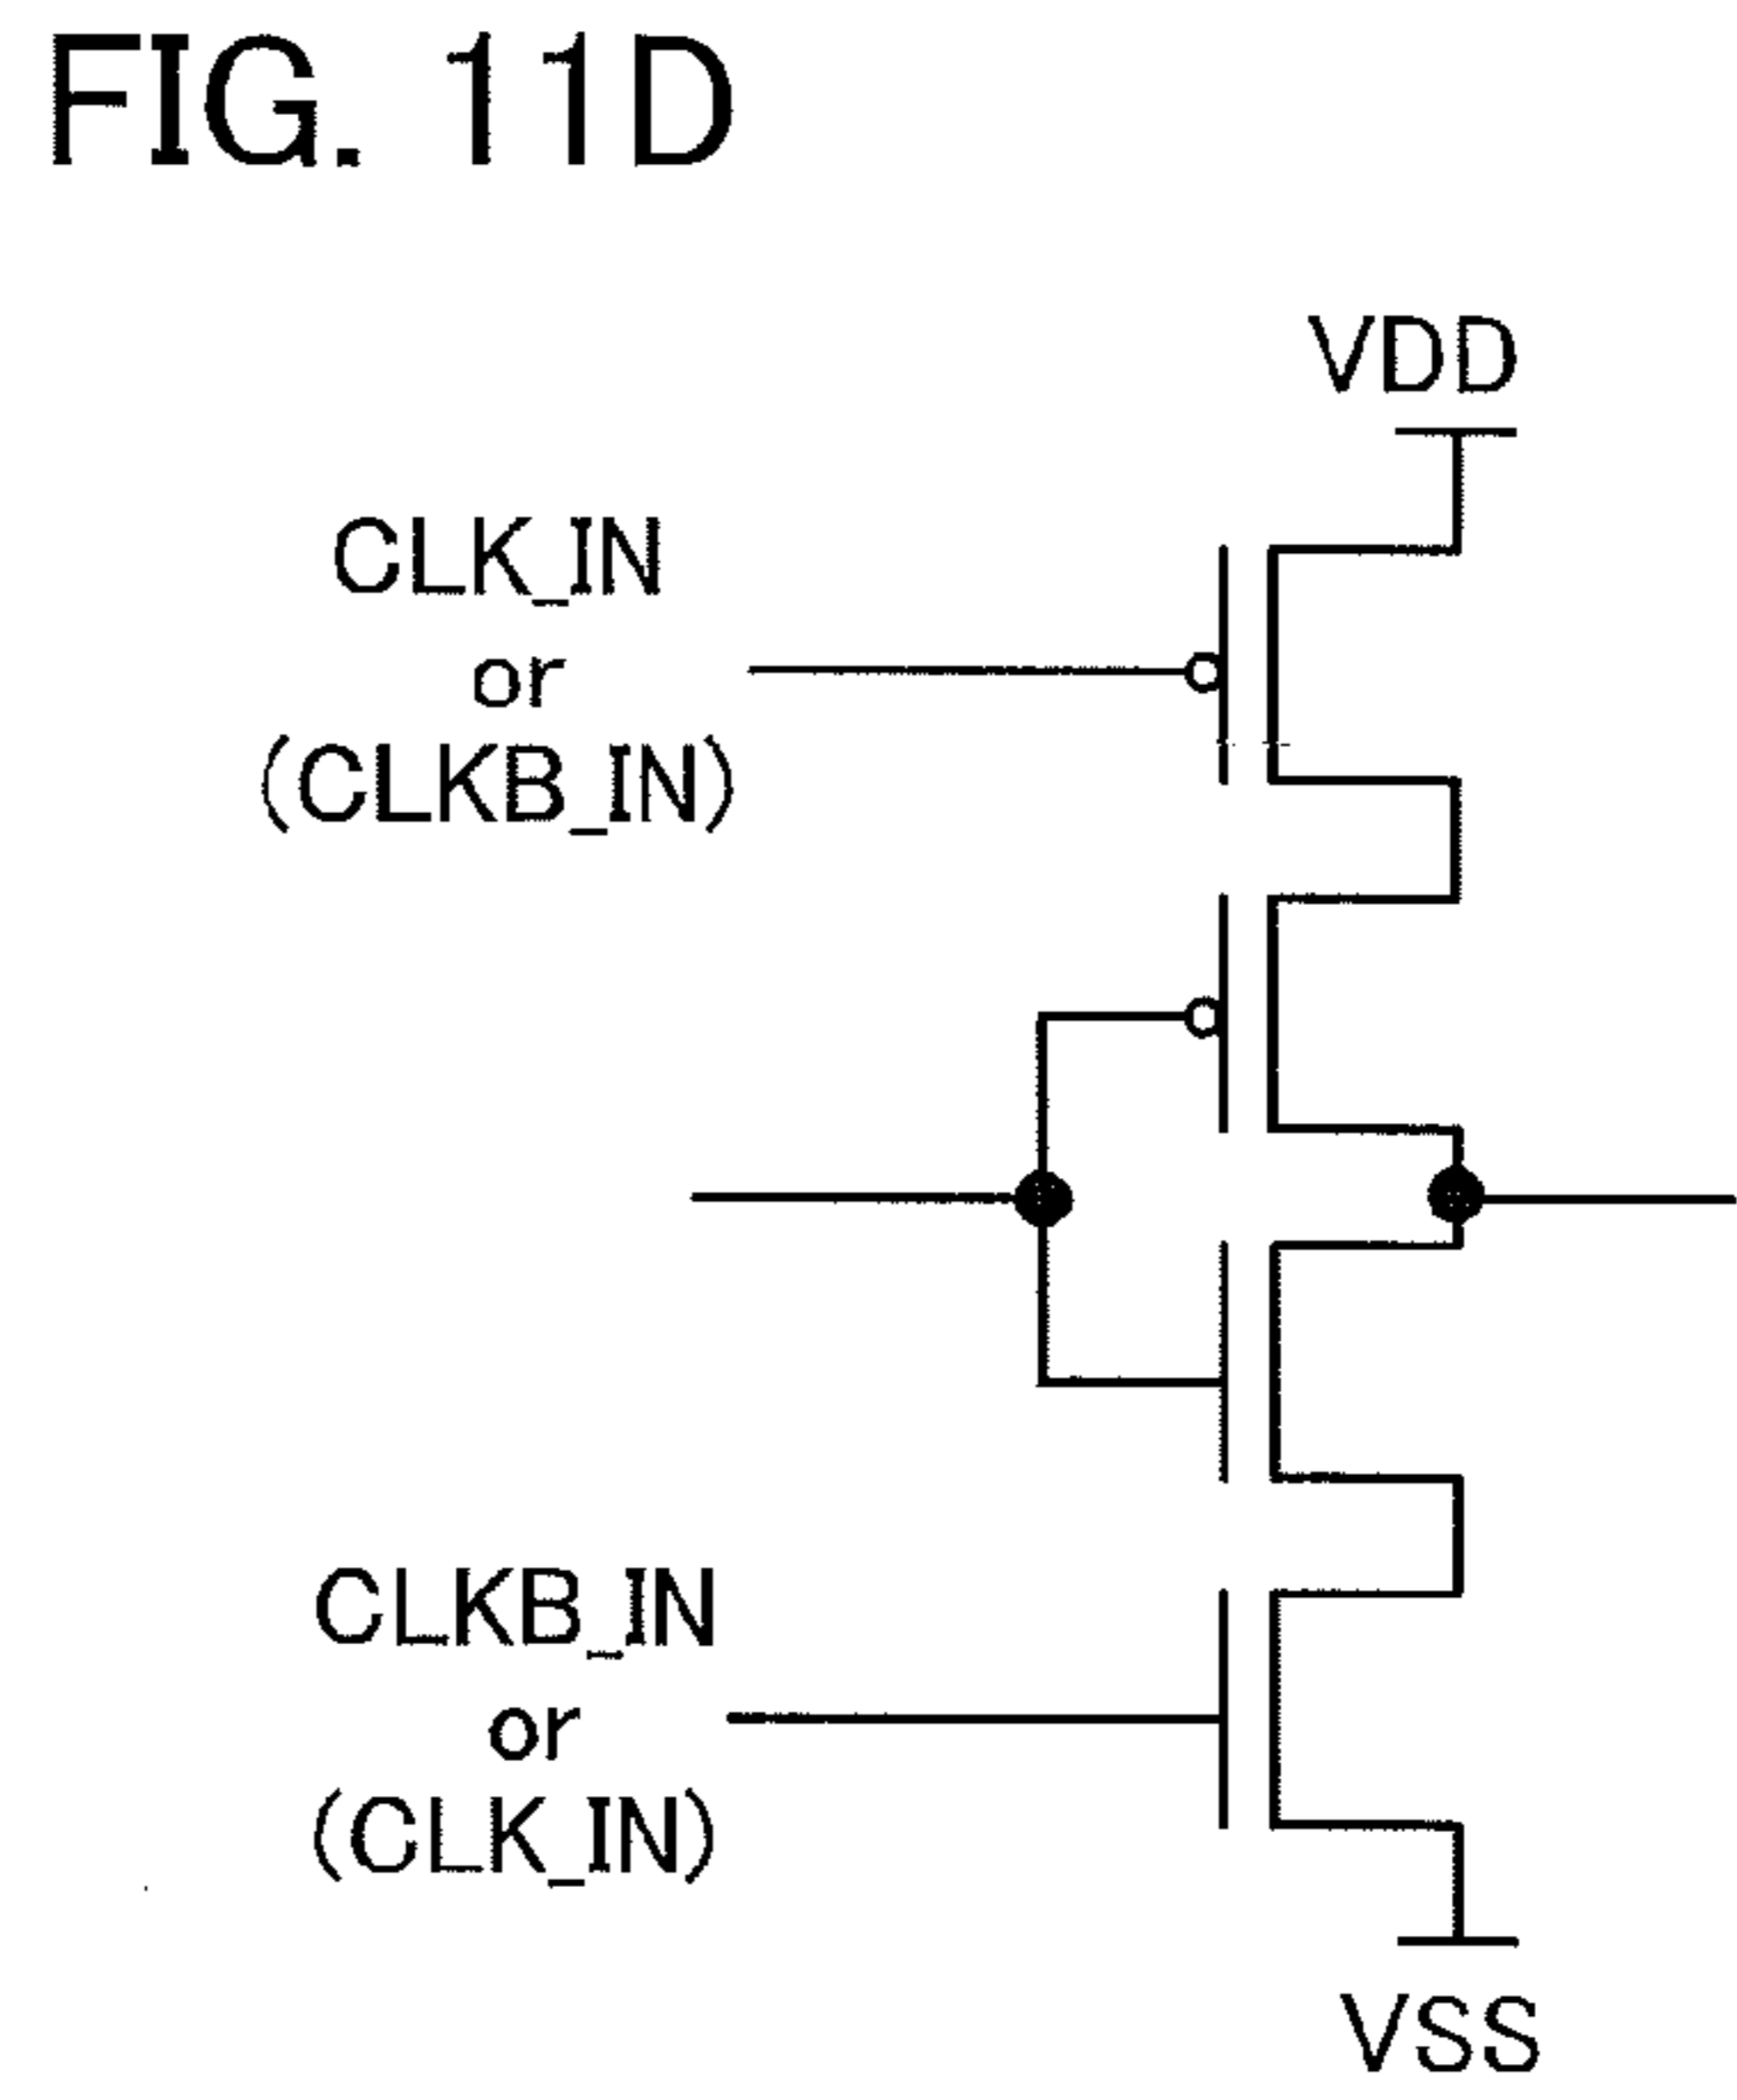 FIG. 11D
VDD
CLK_IN
or
(CLKB_IN)
CLKB_IN
or
(CLK_IN)
VSS